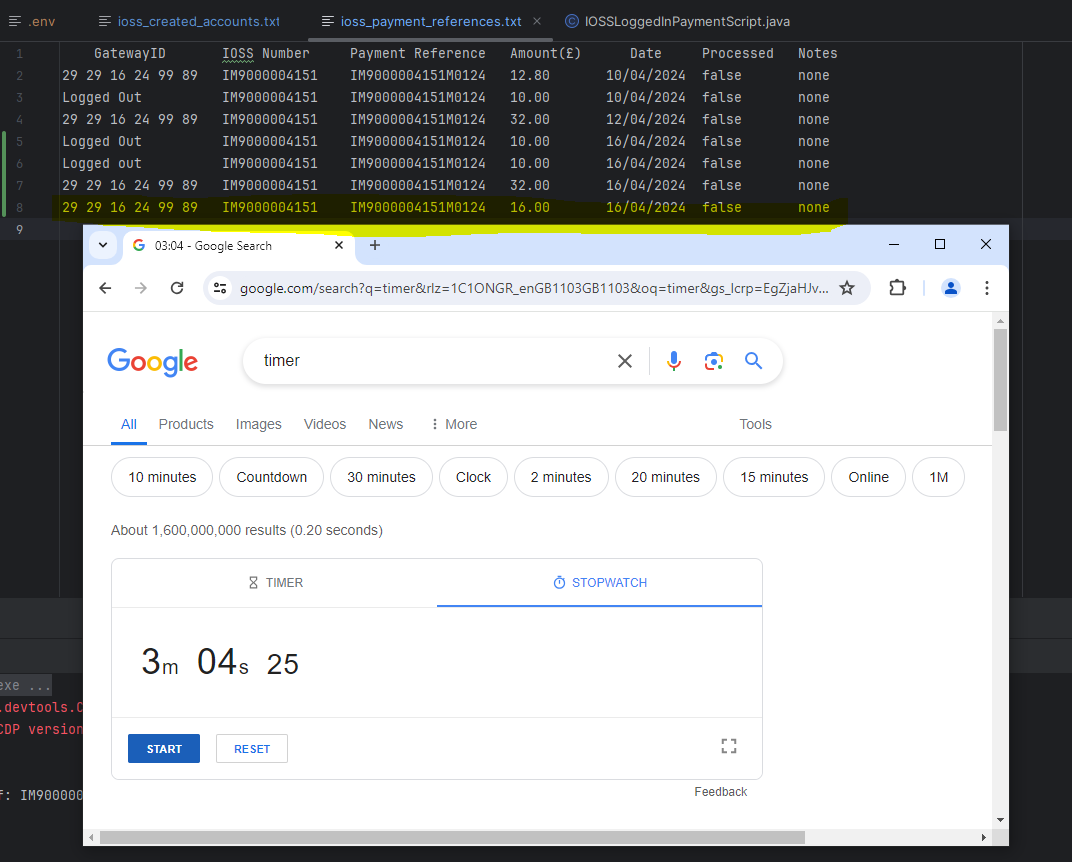 .env ioss_created_accounts.txt ioss_payment_references.txt IOSSLoggedInPaymentScript.java
1 GatewayID IOSS Number Payment Reference Amount(£) Date Processed Notes
2 29 29 16 24 99 89 IM9000004151 IM9000004151M0124 12.80 10/04/2024 false none
3 Logged Out IM9000004151 IM9000004151M0124 10.00 10/04/2024 false none
4 29 29 16 24 99 89 IM9000004151 IM9000004151M0124 32.00 12/04/2024 false none
5 Logged Out IM9000004151 IM9000004151M0124 10.00 16/04/2024 false none
6 Logged out IM9000004151 IM9000004151M0124 10.00 16/04/2024 false none
7 29 29 16 24 99 89 IM9000004151 IM9000004151M0124 32.00 16/04/2024 false none
8 29 29 16 24 99 89 IM9000004151 IM9000004151M0124 16.00 16/04/2024 false none
9
03:04 - Google Search
google.com/search?q=timer&rlz=1C1ONGR_enGB1103GB1103&oq=timer&gs_lcrp=EgZjaHJv...
Google timer
All Products Images Videos News More Tools
10 minutes Countdown 30 minutes Clock 2 minutes 20 minutes 15 minutes Online 1M
About 1,600,000,000 results (0.20 seconds)
TIMER STOPWATCH
3m 04s 25
exe ...
.devtools.
CDP version
START RESET
Feedback
f: IM900000